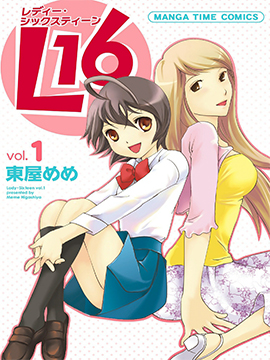 MANGA TIME COMICS
レディー・
シックスティーン
L16
vol. 1
東屋めめ
Lady-Sixteen vol.1
presented by
Meme Higashiya